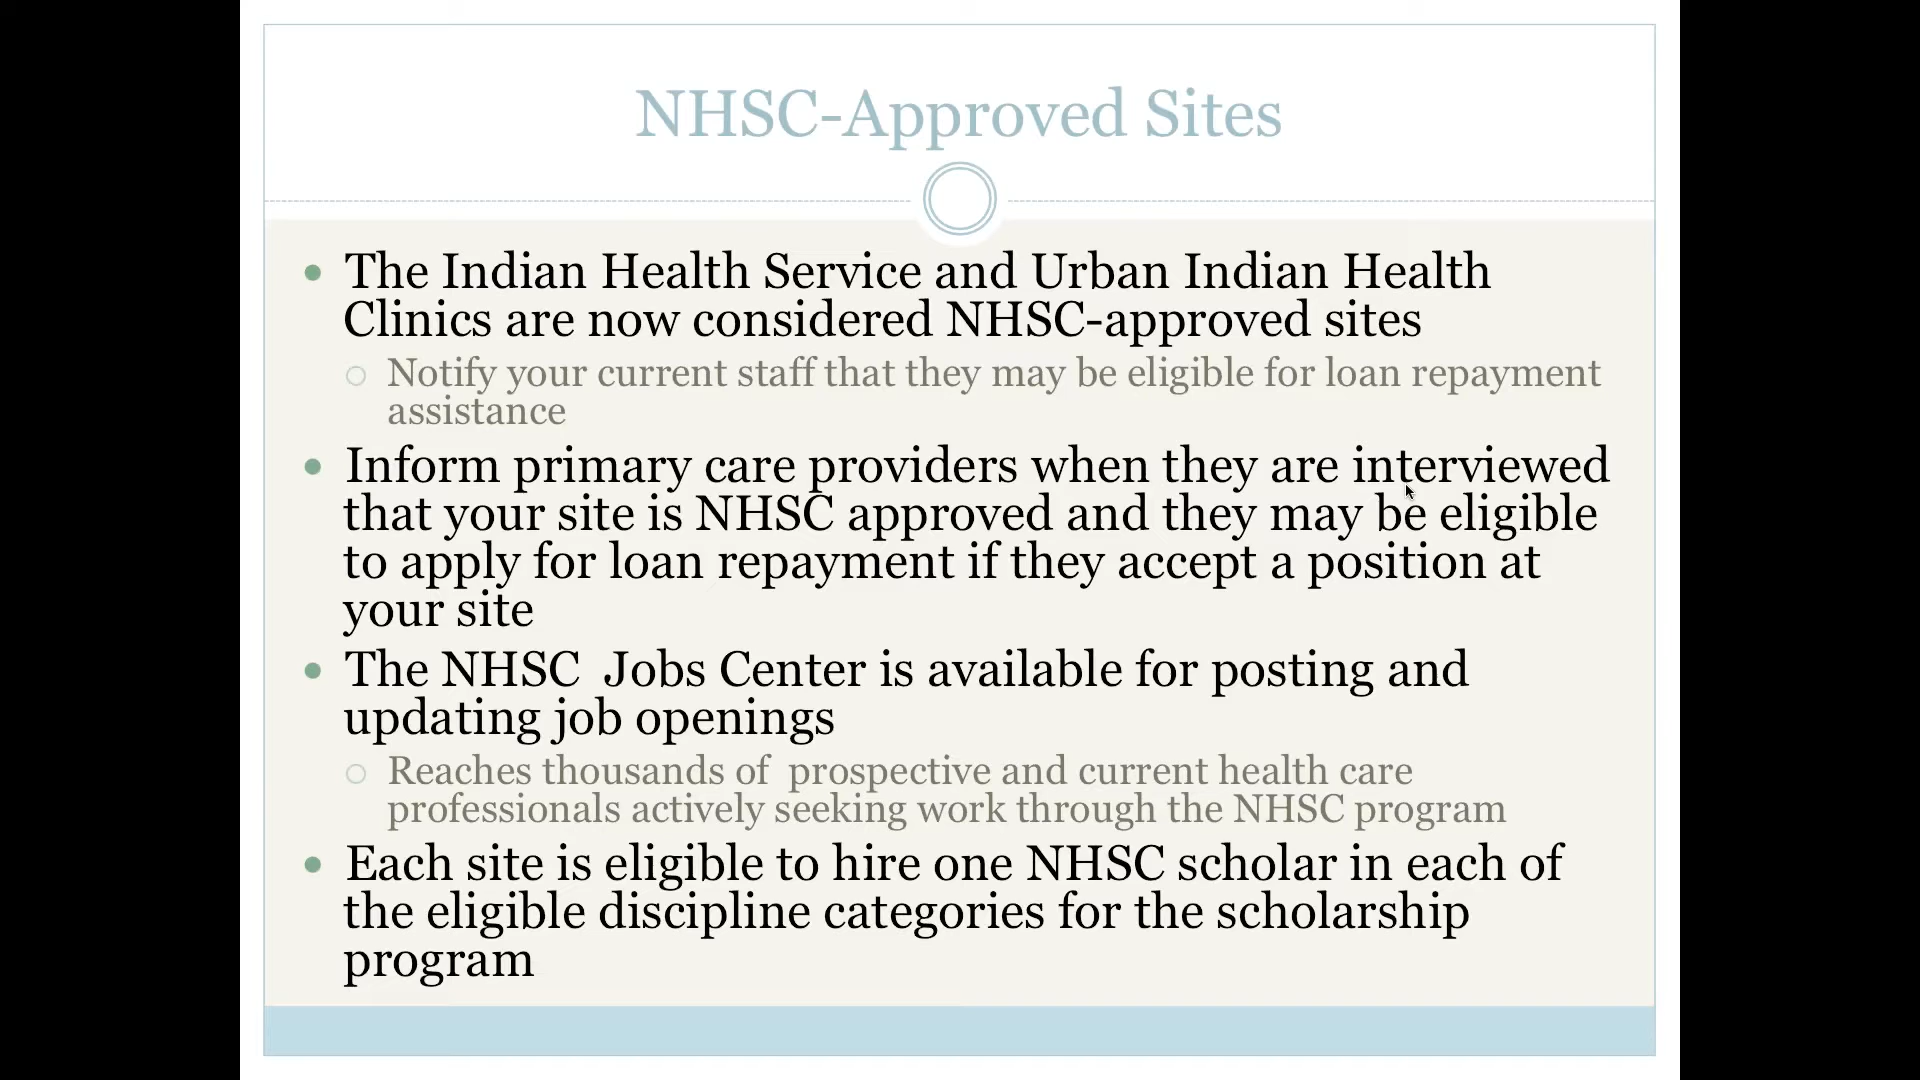 NHSC-Approved Sites
The Indian Health Service and Urban Indian Health
Clinics are now considered NHSC-approved sites
Notify your current staff that they may be eligible for loan repayment
assistance
Inform primary care providers when they are interviewed
that your site is NHSC approved and they may be eligible
to apply for loan repayment if they accept a position at
your site
The NHSC  Jobs Center is available for posting and
updating job openings
Reaches thousands of  prospective and current health care
professionals actively seeking work through the NHSC program
Each site is eligible to hire one NHSC scholar in each of
the eligible discipline categories for the scholarship
program